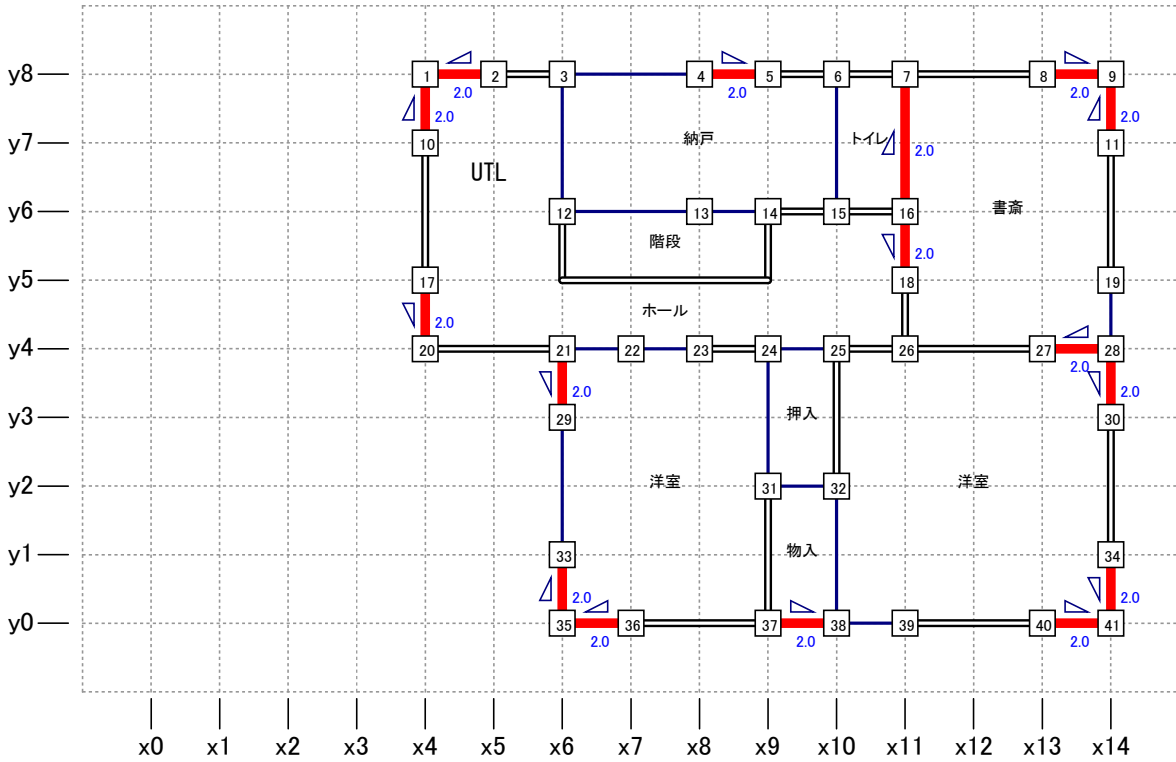 y8 1 2 3 4 5 6 7 8 9
2.0 2.0 2.0
2.0 2.0
y7 10 納戸 トイレ 2.0 11
UTL
y6 12 13 14 15 16 書斎
階段 2.0
y5 17 18 19
ホール
2.0
y4 20 21 22 23 24 25 26 27 28
2.0
2.0 2.0
y3 29 押入 30
y2 洋室 31 32 洋室
y1 33 物入 34
2.0 2.0
y0 35 36 37 38 39 40 41
2.0 2.0 2.0
x0 x1 x2 x3 x4 x5 x6 x7 x8 x9 x10 x11 x12 x13 x14